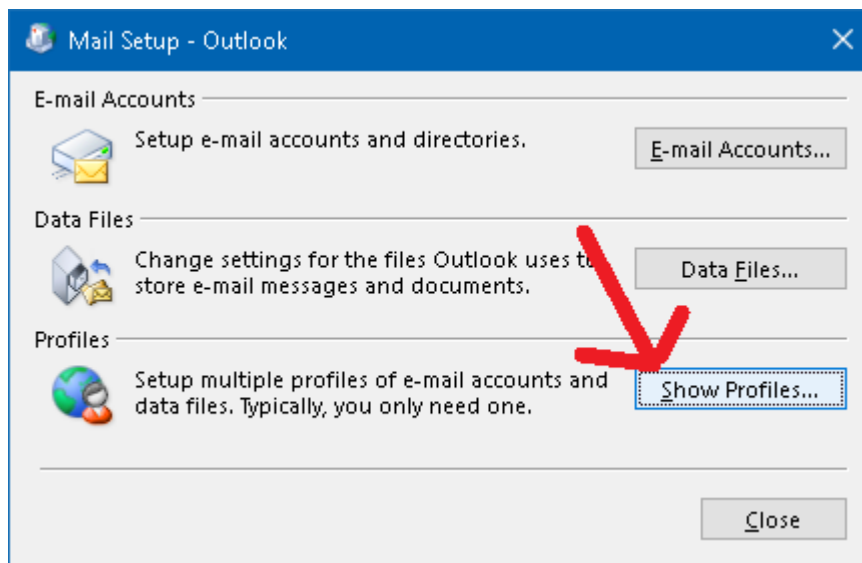 Mail Setup - Outlook
E-mail Accounts
Setup e-mail accounts and directories.
E-mail Accounts...
Data Files
Change settings for the files Outlook uses to
store e-mail messages and documents.
Data Files...
Profiles
Setup multiple profiles of e-mail accounts and
data files. Typically, you only need one.
Show Profiles...
Close